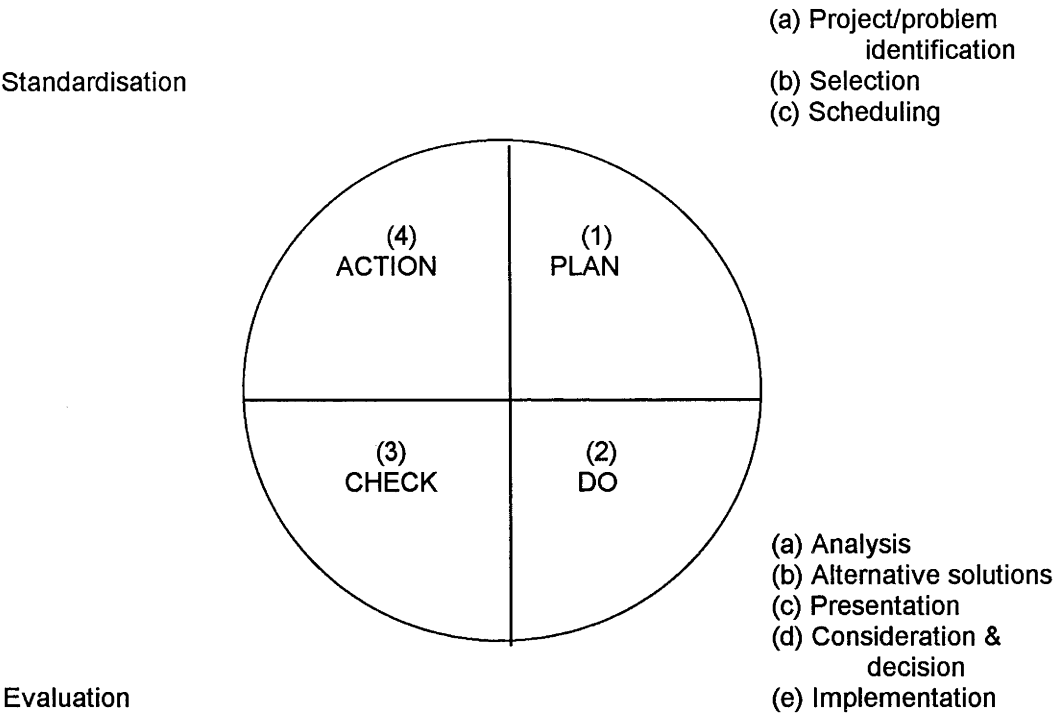 (a) Project/problem
identification
Standardisation
(b) Selection
(c) Scheduling
(4)
ACTION
(1)
PLAN
(3)
CHECK
(2)
DO
(a) Analysis
(b) Alternative solutions
(c) Presentation
(d) Consideration &
decision
Evaluation
(e) Implementation